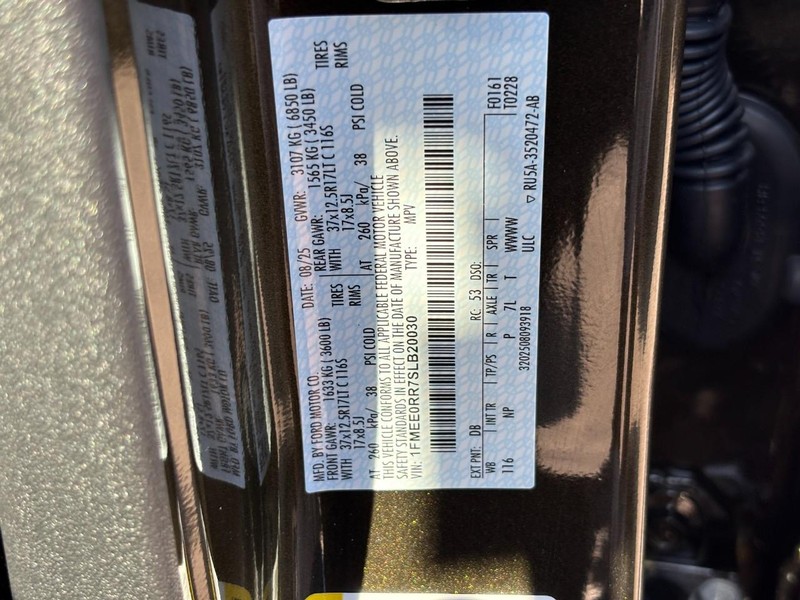 MFD. BY FORD MOTOR CO. DATE: 08/25 GVWR: 3107 KG ( 6850 LB)
FRONT GAWR: 1633 KG ( 3600 LB) REAR GAWR: 1565 KG ( 3450 LB)
WITH 37x12.5R17LT C 116S TIRES WITH 37x12.5R17LT C 116S TIRES
17x8.5J RIMS 17x8.5J RIMS
AT 260 kPa/ 38 PSI COLD AT 260 kPa/ 38 PSI COLD
THIS VEHICLE CONFORMS TO ALL APPLICABLE FEDERAL MOTOR VEHICLE
SAFETY STANDARDS IN EFFECT ON THE DATE OF MANUFACTURE SHOWN ABOVE.
VIN: 1FMEE0RR7SLB20030 TYPE: MPV
EXT PNT: DB RC: 53 DSO: F0161
WB INT TR TP/PS R AXLE TR SPR T0228
116 NP P 7L T WWWW
3202508093918 ULC ▽ RU5A-3520472-AB